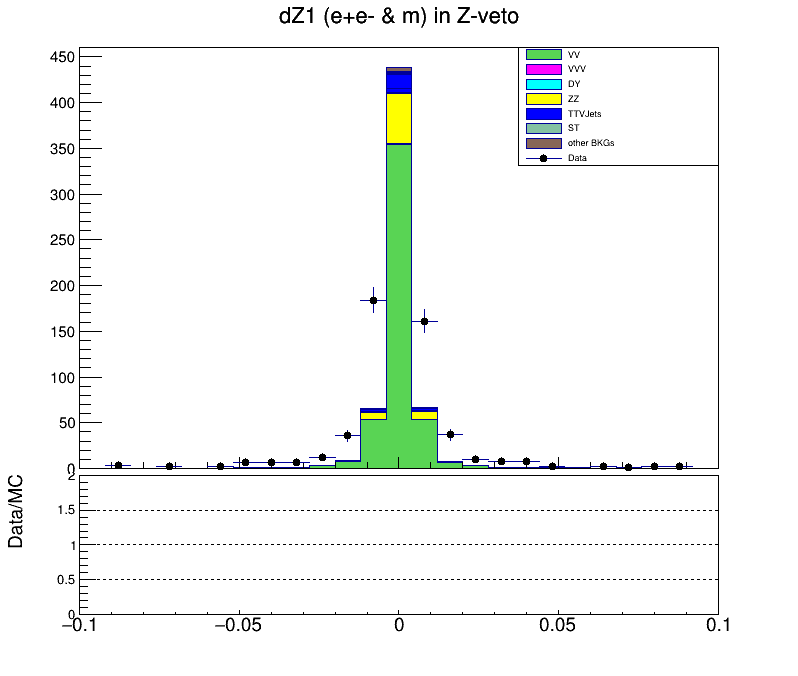 dZ1 (e+e- & m) in Z-veto
450
400
350
300
250
200
150
100
50
0
VV
VVV
DY
ZZ
TTVJets
ST
other BKGs
Data
Data/MC
2
1.5
1
0.5
0
−0.1 −0.05 0 0.05 0.1